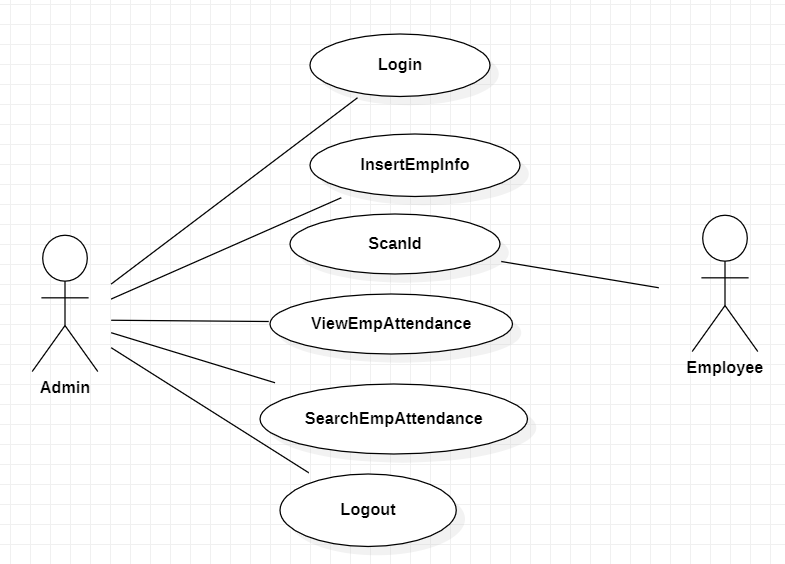 Login
InsertEmpInfo
ScanId
ViewEmpAttendance
SearchEmpAttendance
Logout
Admin
Employee